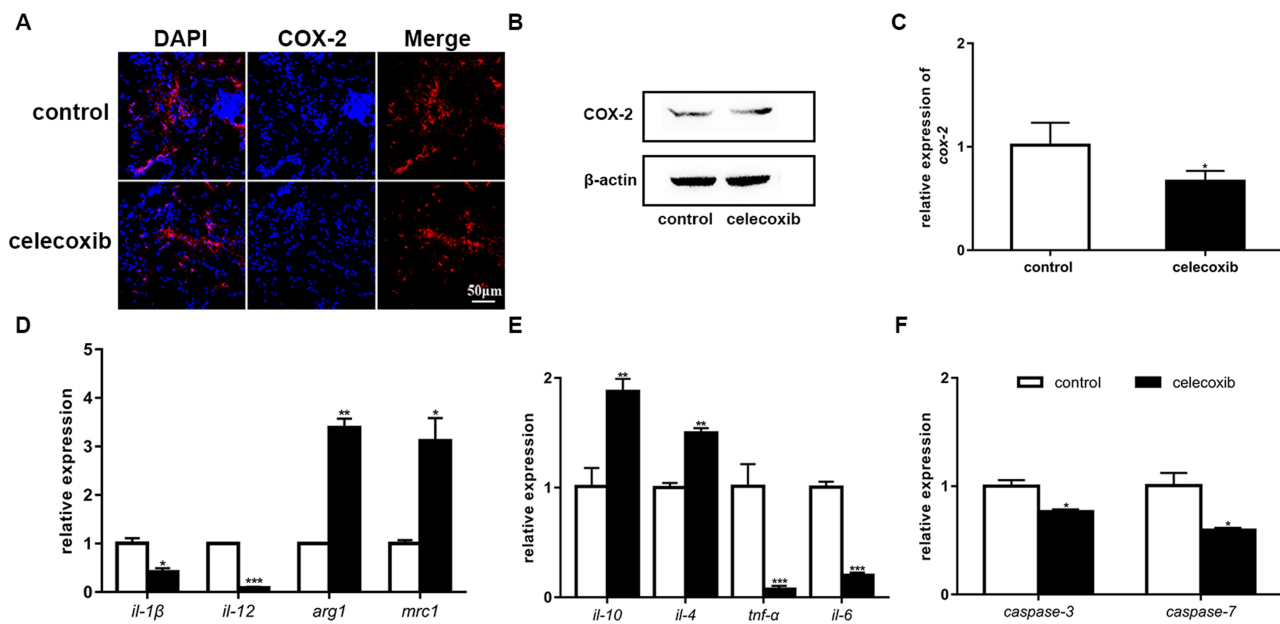 A
DAPI COX-2 Merge
control
celecoxib
50μm
B
COX-2
β-actin
control celecoxib
C
relative expression of
cox-2
2
1
0
*
control celecoxib
D
relative expression
5
4
3
2
1
0
* *** ** *
il-1β il-12 arg1 mrc1
E
relative expression
2
1
0
** ** *** ***
il-10 il-4 tnf-α il-6
F
relative expression
2
1
0
control celecoxib
* *
caspase-3 caspase-7